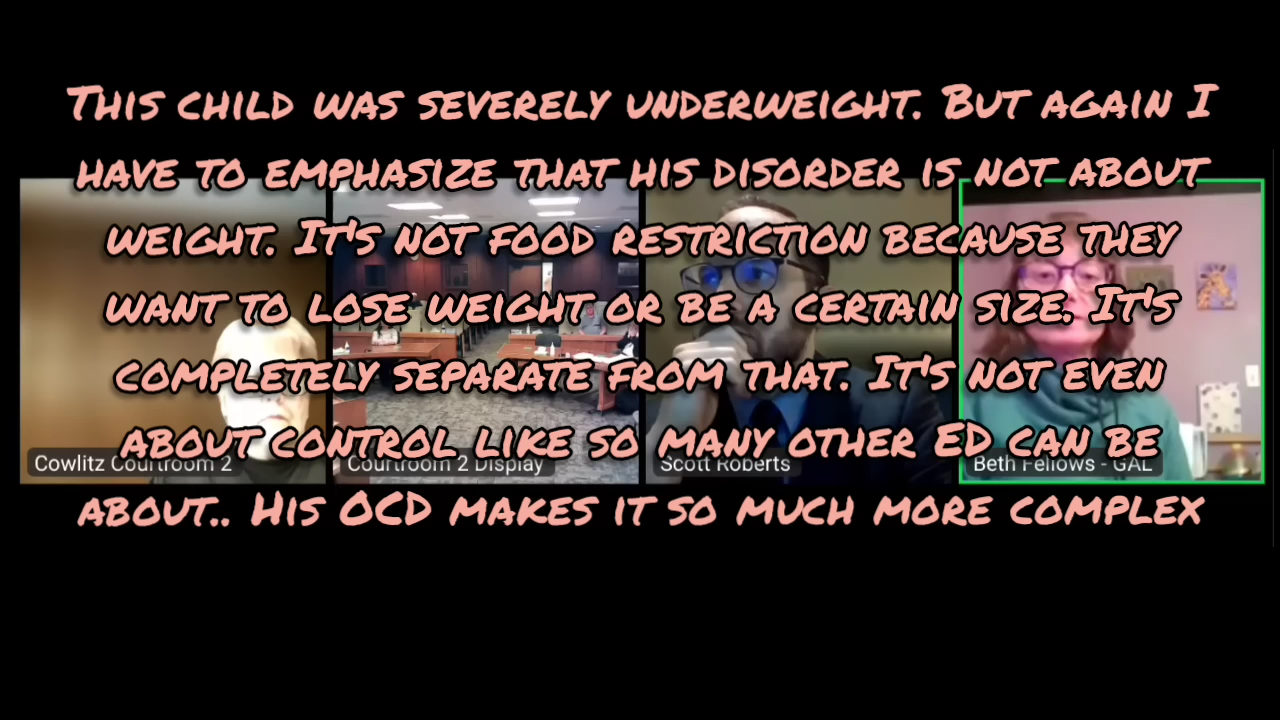 This child was severely underweight. But again I
have to emphasize that his disorder is not about
weight. It's not food restriction because they
want to lose weight or be a certain size. It's
completely separate from that. It's not even
about control like so many other ED can be
about.. His OCD makes it so much more complex
Cowlitz Courtroom 2
Courtroom 2 Display
Scott Roberts
Beth Fellows - GAL